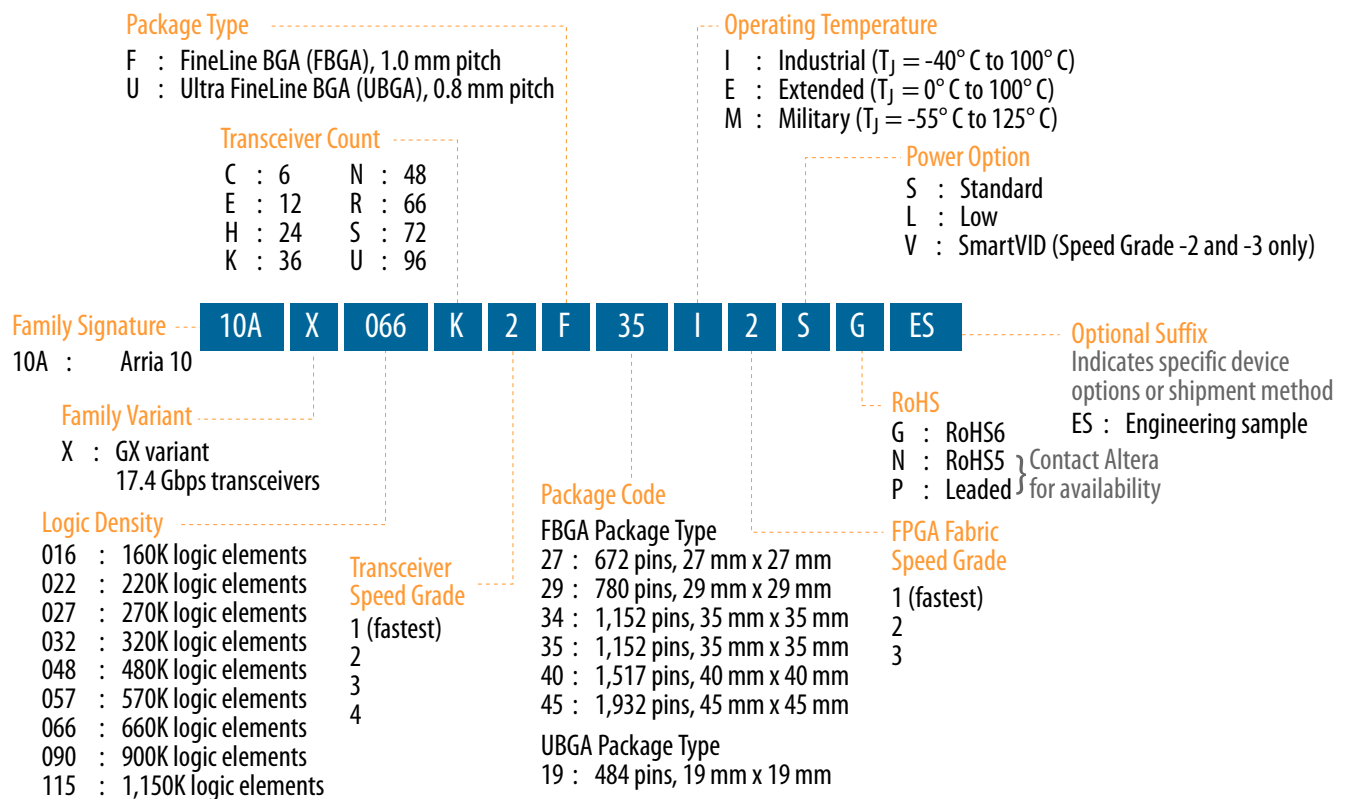 Package Type
F : FineLine BGA (FBGA), 1.0 mm pitch
U : Ultra FineLine BGA (UBGA), 0.8 mm pitch
Operating Temperature
I : Industrial (TJ = -40° C to 100° C)
E : Extended (TJ = 0° C to 100° C)
M : Military (TJ = -55° C to 125° C)
Transceiver Count
C : 6 N : 48
E : 12 R : 66
H : 24 S : 72
K : 36 U : 96
Power Option
S : Standard
L : Low
V : SmartVID (Speed Grade -2 and -3 only)
Family Signature
10A : Arria 10
10A X 066 K 2 F 35 I 2 S G ES
Optional Suffix
Indicates specific device
options or shipment method
ES : Engineering sample
Family Variant
X : GX variant
17.4 Gbps transceivers
RoHS
G : RoHS6
N : RoHS5
P : Leaded
Contact Altera
for availability
Logic Density
016 : 160K logic elements
022 : 220K logic elements
027 : 270K logic elements
032 : 320K logic elements
048 : 480K logic elements
057 : 570K logic elements
066 : 660K logic elements
090 : 900K logic elements
115 : 1,150K logic elements
Transceiver
Speed Grade
1 (fastest)
2
3
4
Package Code
FBGA Package Type
27 : 672 pins, 27 mm x 27 mm
29 : 780 pins, 29 mm x 29 mm
34 : 1,152 pins, 35 mm x 35 mm
35 : 1,152 pins, 35 mm x 35 mm
40 : 1,517 pins, 40 mm x 40 mm
45 : 1,932 pins, 45 mm x 45 mm
UBGA Package Type
19 : 484 pins, 19 mm x 19 mm
FPGA Fabric
Speed Grade
1 (fastest)
2
3